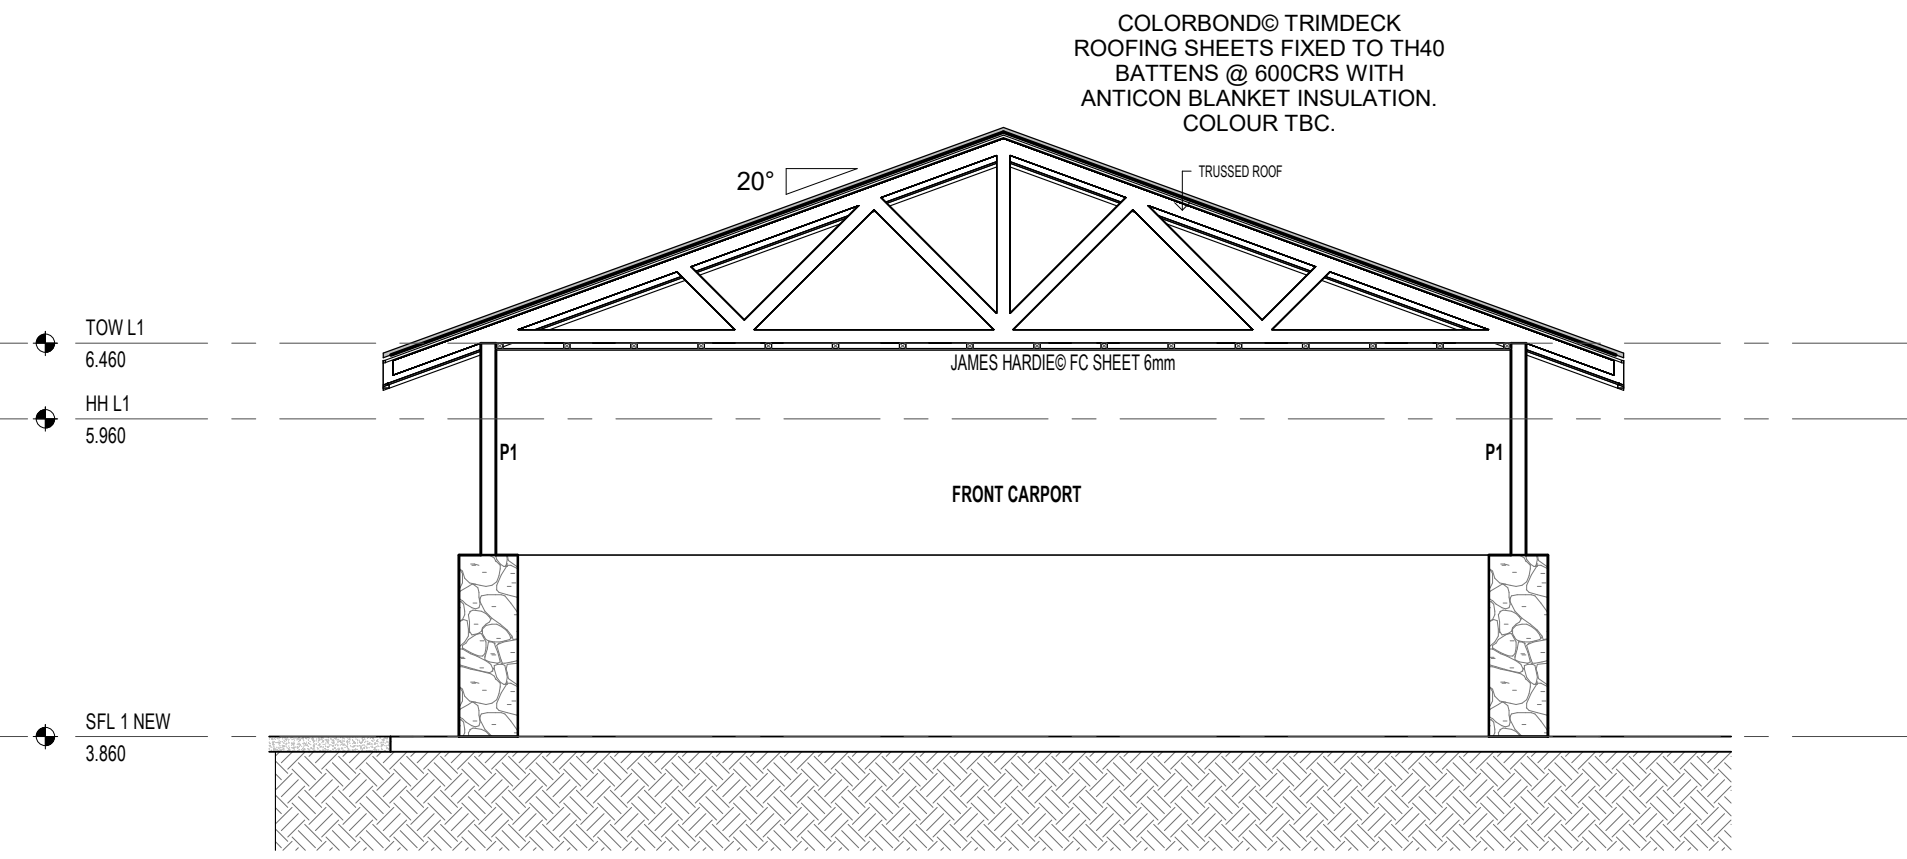 COLORBOND© TRIMDECK
ROOFING SHEETS FIXED TO TH40
BATTENS @ 600CRS WITH
ANTICON BLANKET INSULATION.
COLOUR TBC.
20°
TRUSSED ROOF
TOW L1
6.460
JAMES HARDIE© FC SHEET 6mm
HH L1
5.960
P1
P1
FRONT CARPORT
SFL 1 NEW
3.860